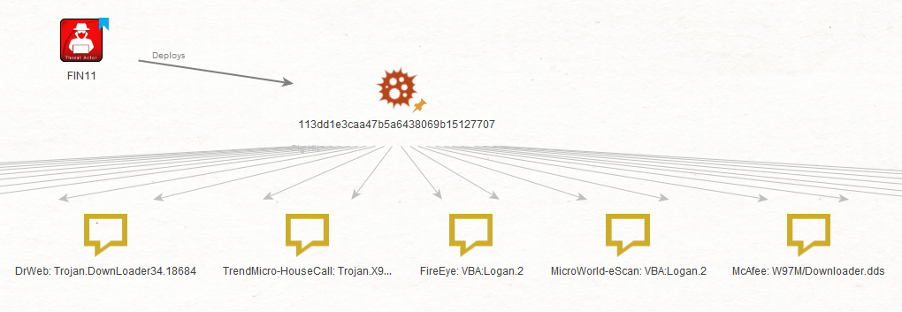 Threat Actor
FIN11
Deploys
113dd1e3caa47b5a6438069b15127707
DrWeb: Trojan.DownLoader34.18684
TrendMicro-HouseCall: Trojan.X9...
FireEye: VBA:Logan.2
MicroWorld-eScan: VBA:Logan.2
McAfee: W97M/Downloader.dds